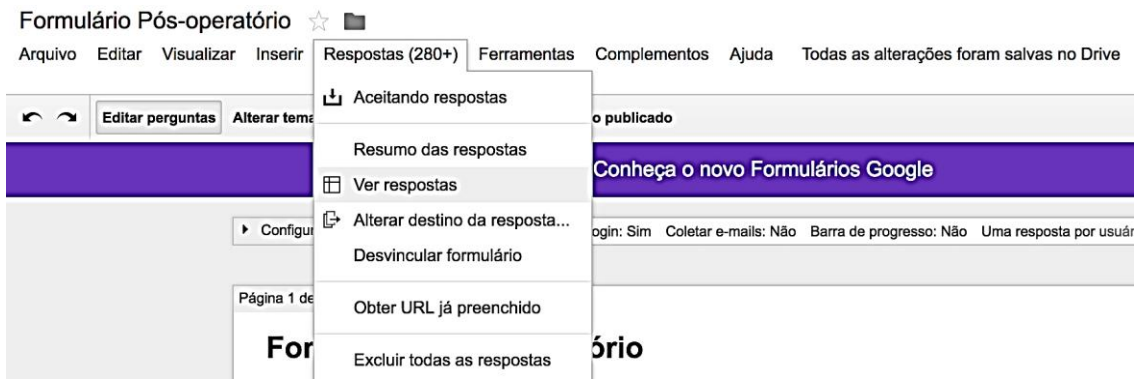 Formulário Pós-operatório
Arquivo Editar Visualizar Inserir Respostas (280+) Ferramentas Complementos Ajuda Todas as alterações foram salvas no Drive
Aceitando respostas
Editar perguntas Alterar tema o publicado
Resumo das respostas
Conheça o novo Formulários Google
Ver respostas
Alterar destino da resposta...
Configur ogin: Sim Coletar e-mails: Não Barra de progresso: Não Uma resposta por usuár
Desvincular formulário
Página 1 de
Obter URL já preenchido
For ório
Excluir todas as respostas